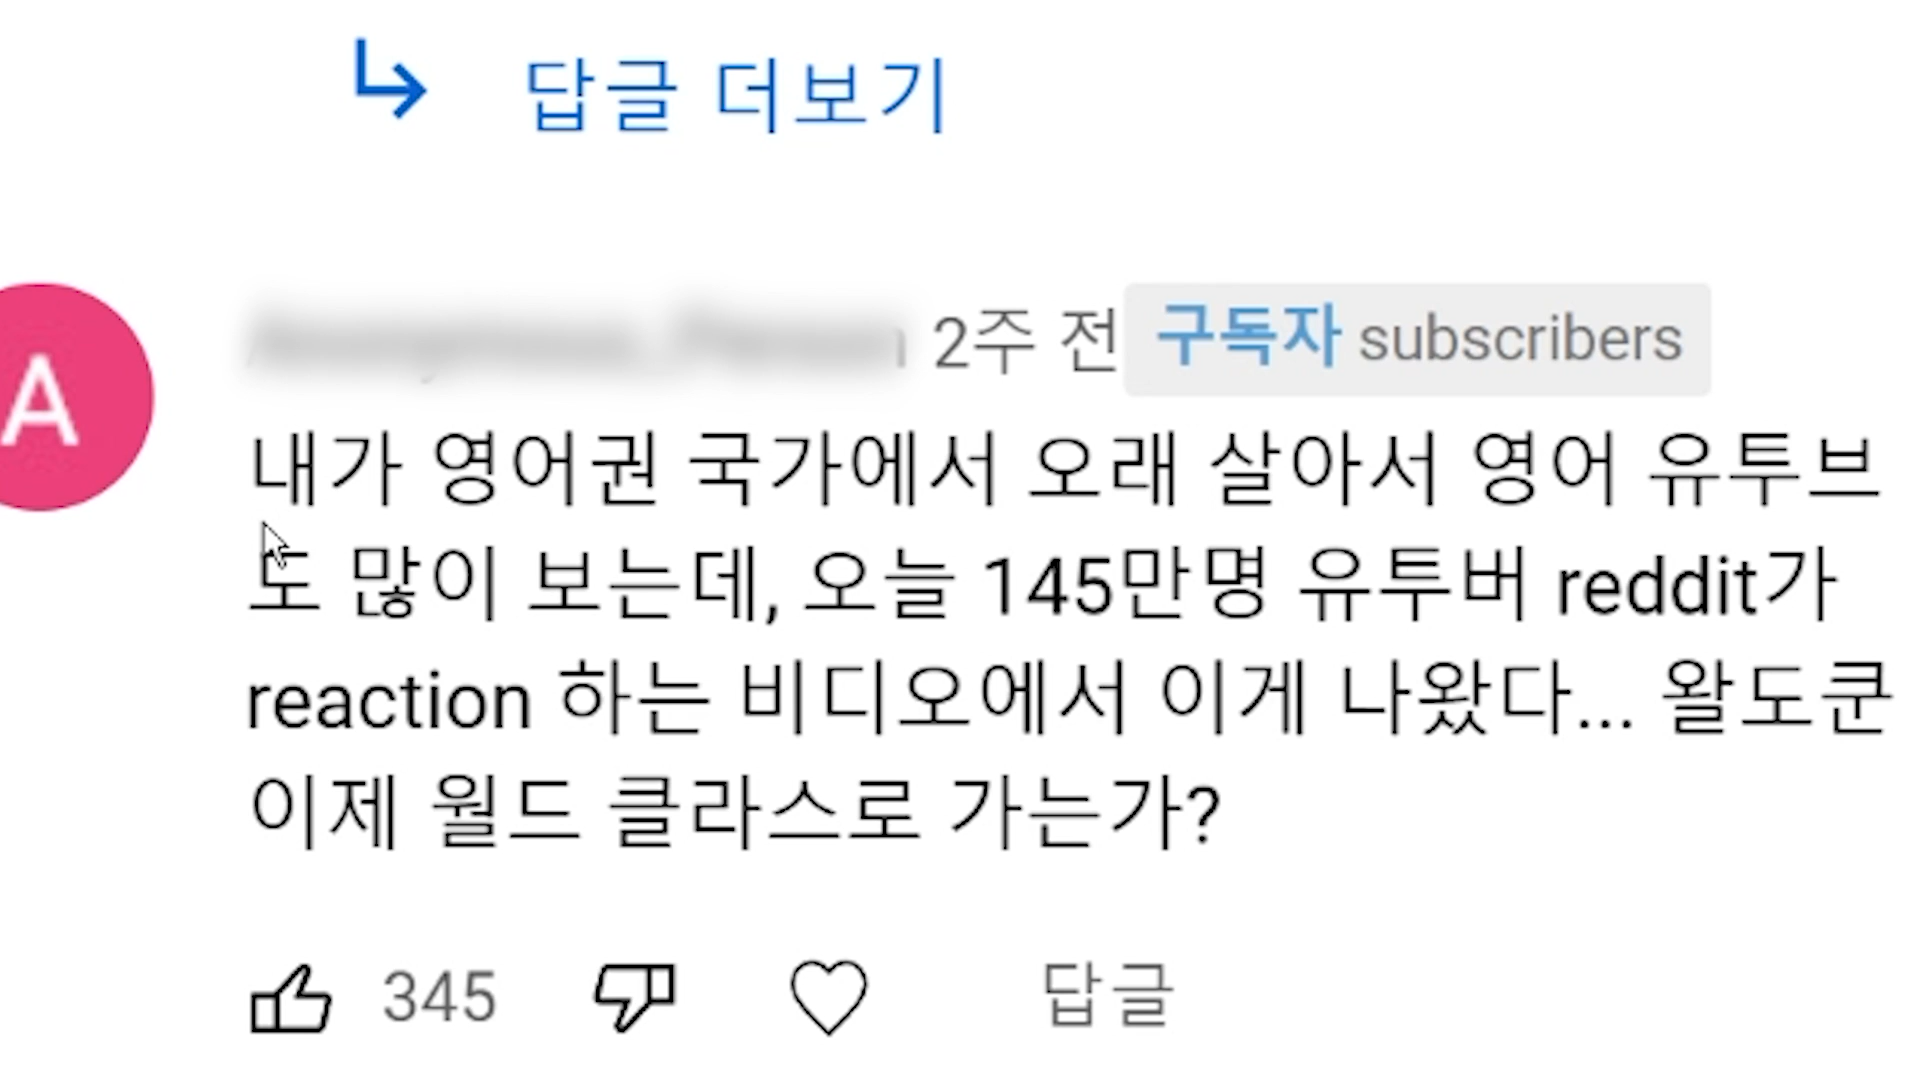 답글 더보기
A
2주 전 구독자 subscribers
내가 영어권 국가에서 오래 살아서 영어 유투브
도 많이 보는데, 오늘 145만명 유투버 reddit가
reaction 하는 비디오에서 이게 나왔다... 왈도쿤
이제 월드 클라스로 가는가?
345 답글